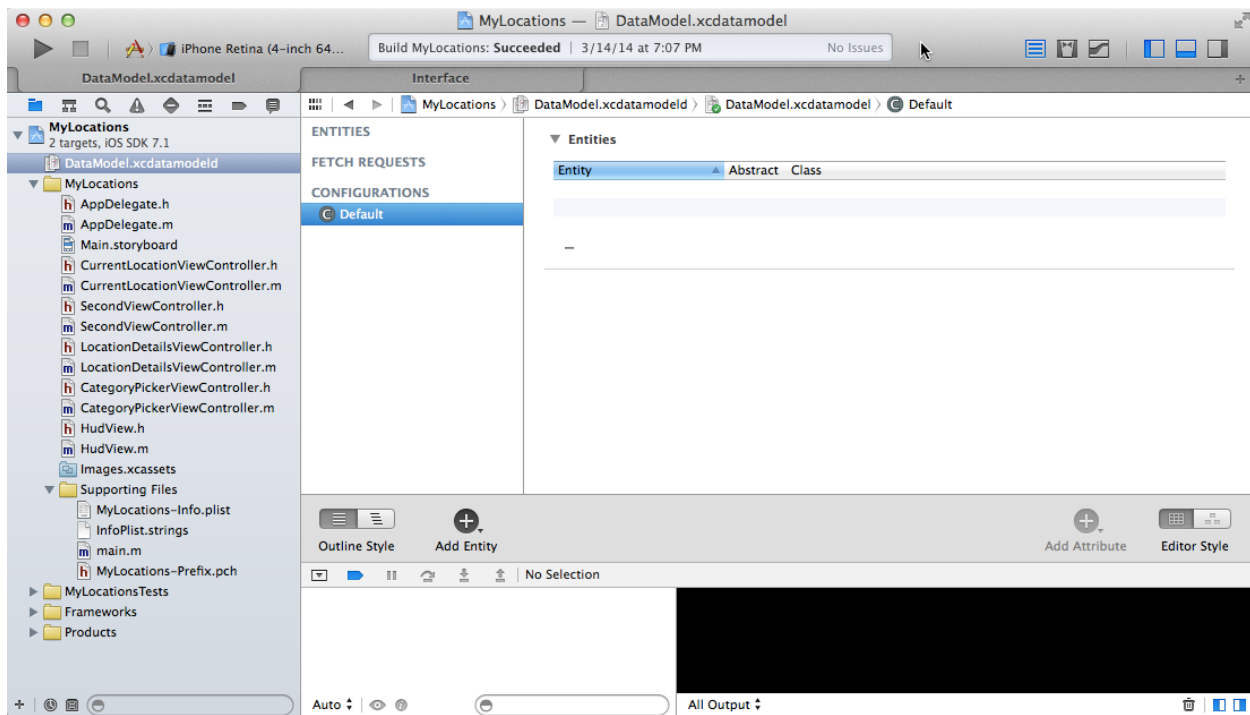 MyLocations — DataModel.xcdatamodel
iPhone Retina (4-inch 64...
Build MyLocations: Succeeded | 3/14/14 at 7:07 PM
No Issues
DataModel.xcdatamodel
Interface
+
MyLocations
2 targets, iOS SDK 7.1
DataModel.xcdatamodeld
MyLocations
h AppDelegate.h
m AppDelegate.m
Main.storyboard
h CurrentLocationViewController.h
m CurrentLocationViewController.m
h SecondViewController.h
m SecondViewController.m
h LocationDetailsViewController.h
m LocationDetailsViewController.m
h CategoryPickerViewController.h
m CategoryPickerViewController.m
h HudView.h
m HudView.m
Images.xcassets
Supporting Files
MyLocations-Info.plist
InfoPlist.strings
m main.m
h MyLocations-Prefix.pch
MyLocationsTests
Frameworks
Products
MyLocations 〉 DataModel.xcdatamodeld 〉 DataModel.xcdatamodel 〉 C Default
ENTITIES
FETCH REQUESTS
CONFIGURATIONS
C Default
Entities
Entity Abstract Class
Outline Style
Add Entity
Add Attribute
Editor Style
No Selection
Auto
All Output